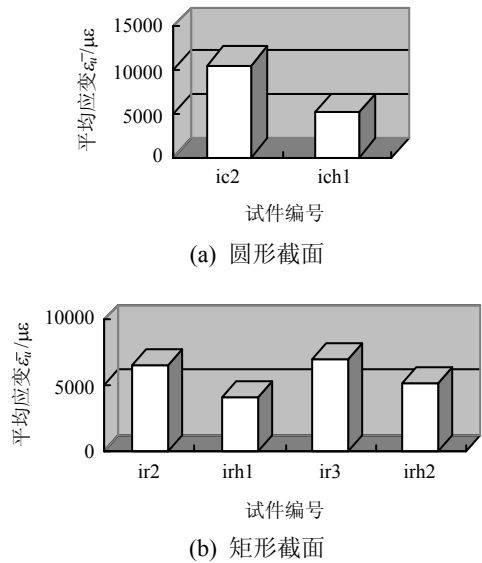 15000
10000
5000
0
平均应变ε̄ᵤ/με
ic2 ich1
试件编号
(a) 圆形截面
10000
5000
0
平均应变ε̄ᵤ/με
ir2 irh1 ir3 irh2
试件编号
(b) 矩形截面